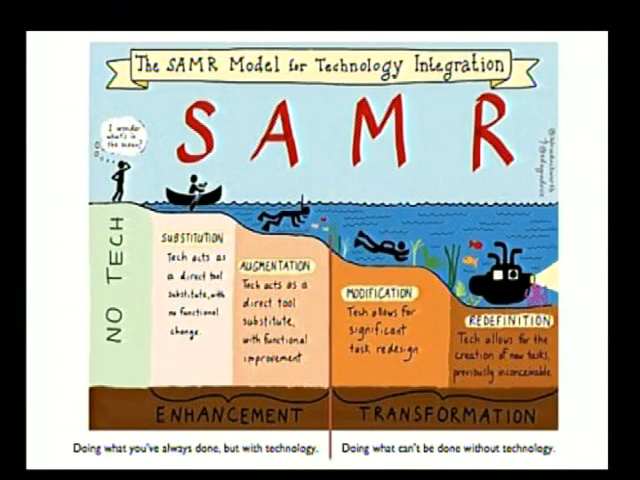 The SAMR Model for Technology Integration
SAMR
I wonder
what's in
the ocean?
NO TECH
SUBSTITUTION
Tech acts as
a direct tool
substitute, with
no functional
change.
AUGMENTATION
Tech acts as a
direct tool
substitute,
with functional
improvement
MODIFICATION
Tech allows for
significant
task redesign
REDEFINITION
Tech allows for the
creation of new tasks,
previously inconceivable
ENHANCEMENT
TRANSFORMATION
Doing what you've always done, but with technology.
Doing what can't be done without technology.